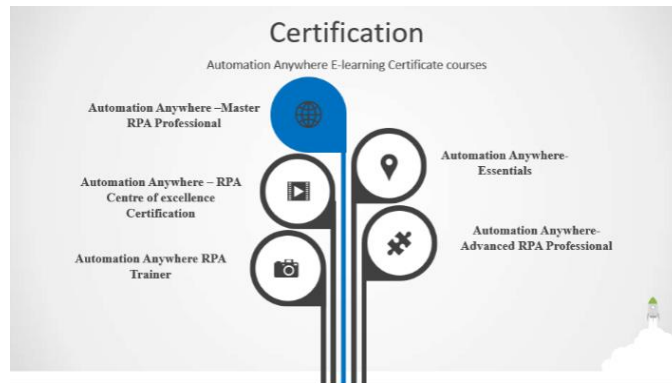 Certification
Automation Anywhere E-learning Certificate courses
Automation Anywhere –Master
RPA Professional
Automation Anywhere – RPA
Centre of excellence
Certification
Automation Anywhere RPA
Trainer
Automation Anywhere-
Essentials
Automation Anywhere-
Advanced RPA Professional